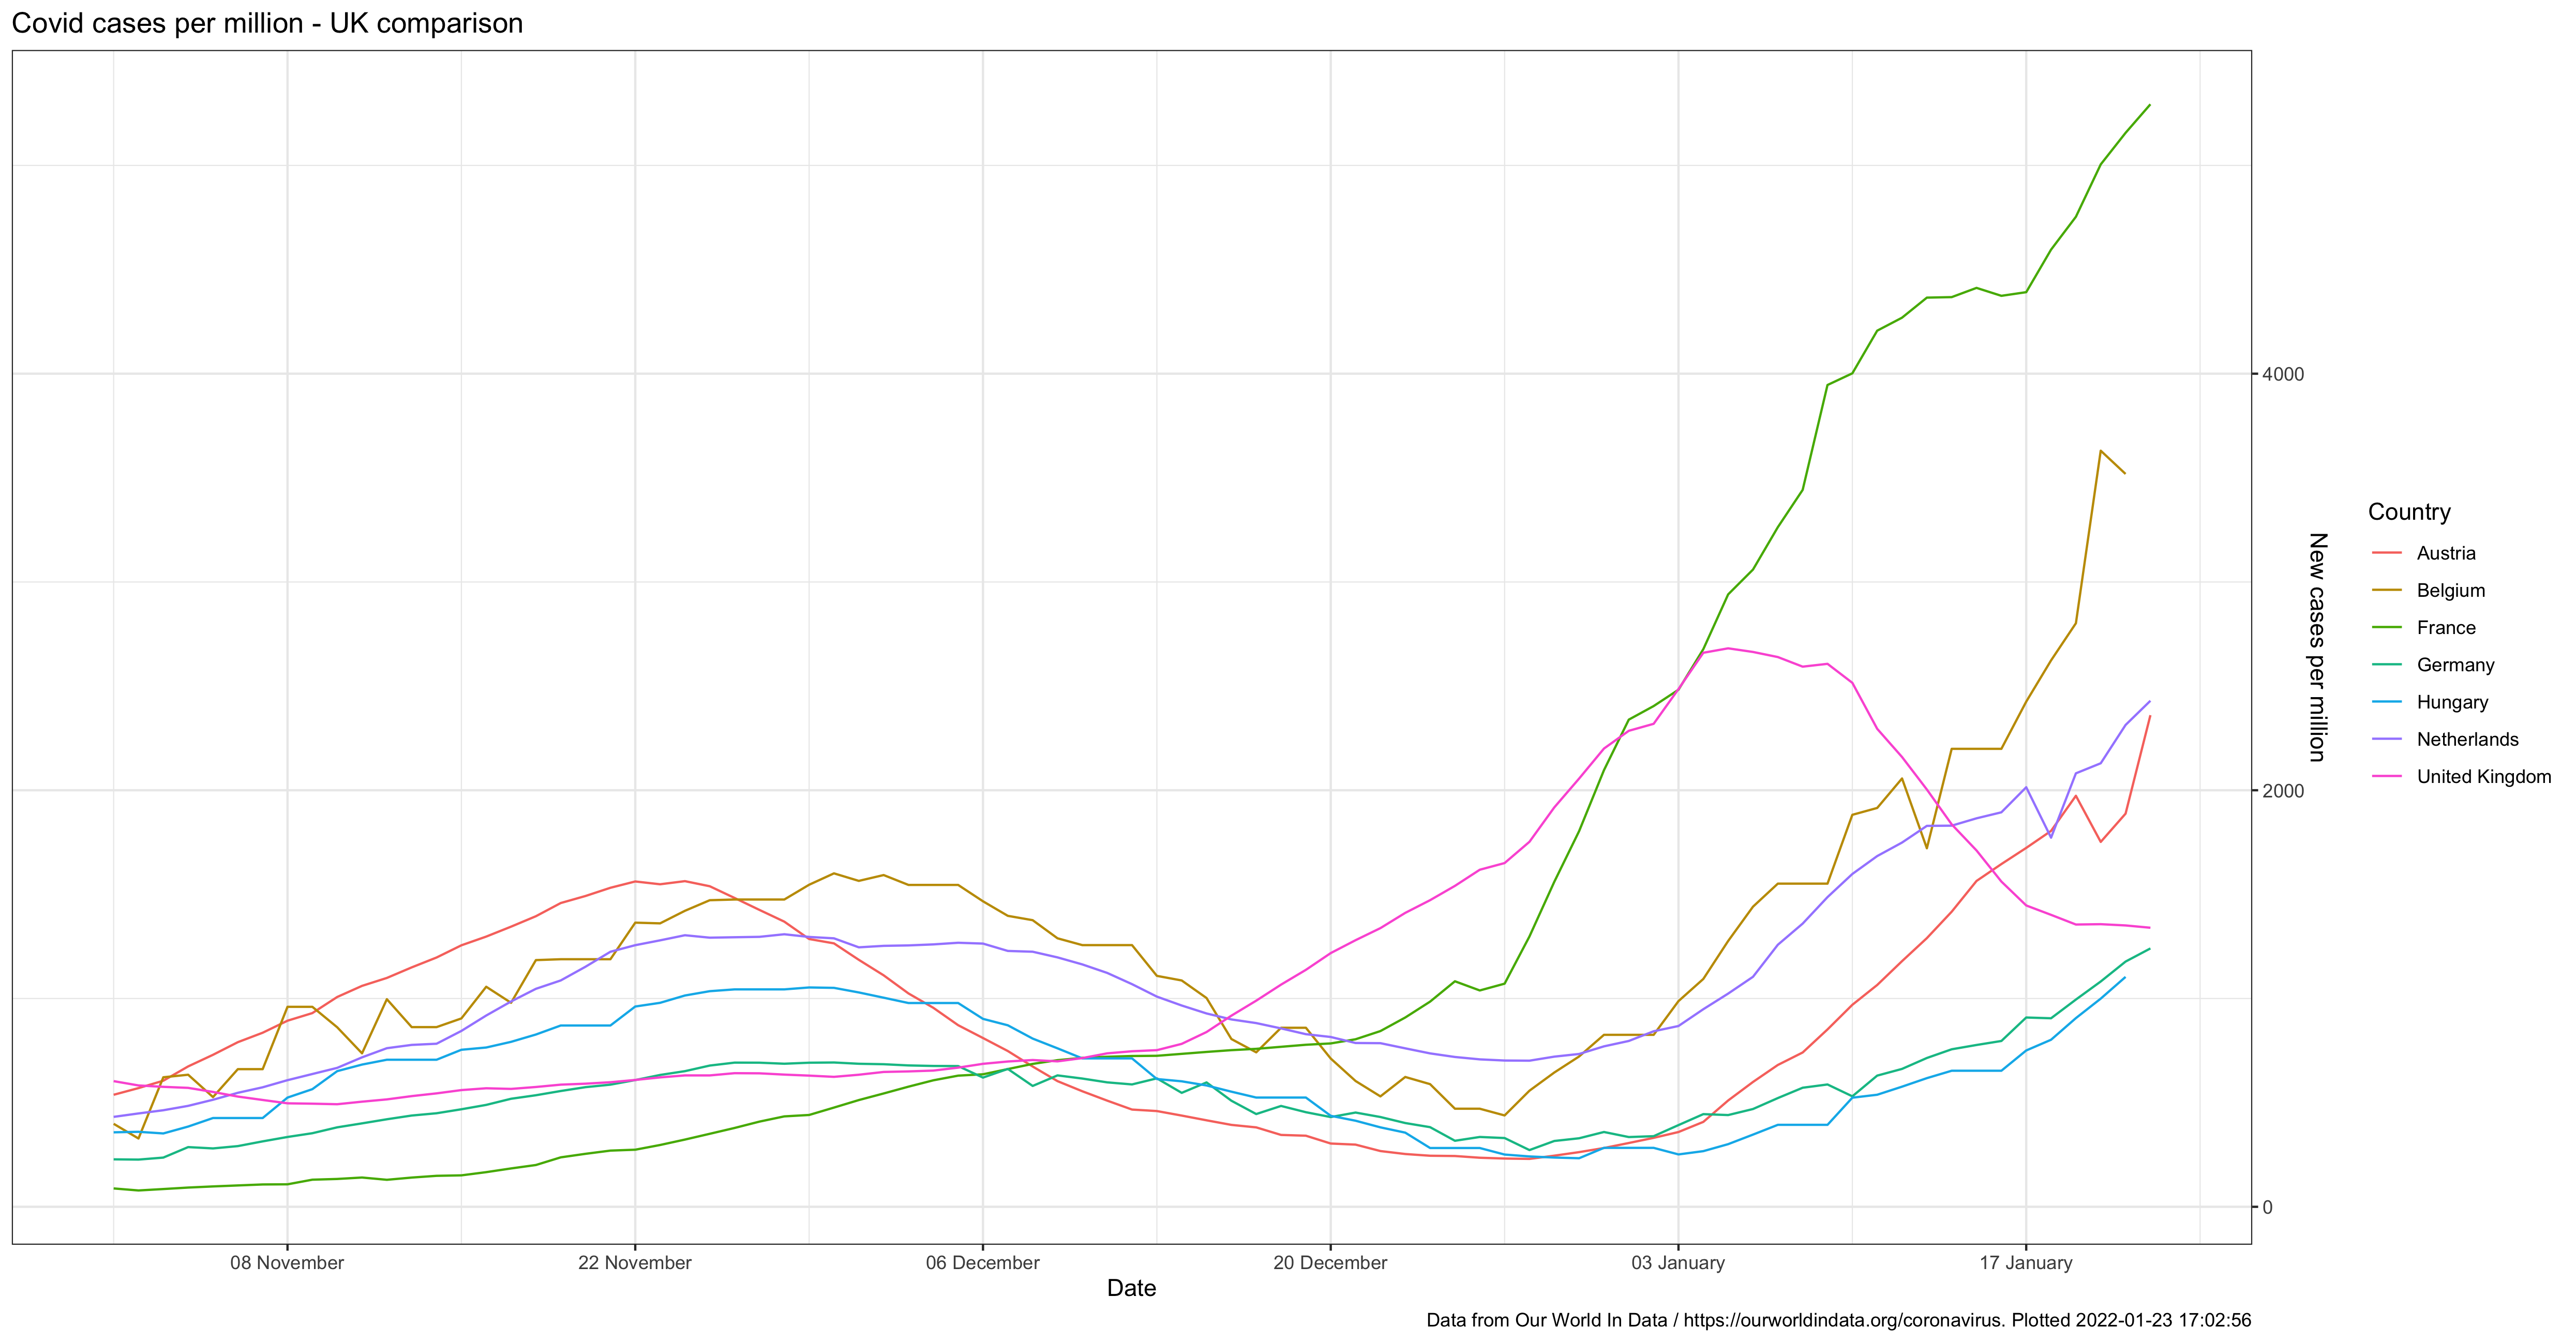 Covid cases per million - UK comparison
4000
2000
0
New cases per million
08 November
22 November
06 December
20 December
03 January
17 January
Date
Country
Austria
Belgium
France
Germany
Hungary
Netherlands
United Kingdom
Data from Our World In Data / https://ourworldindata.org/coronavirus. Plotted 2022-01-23 17:02:56